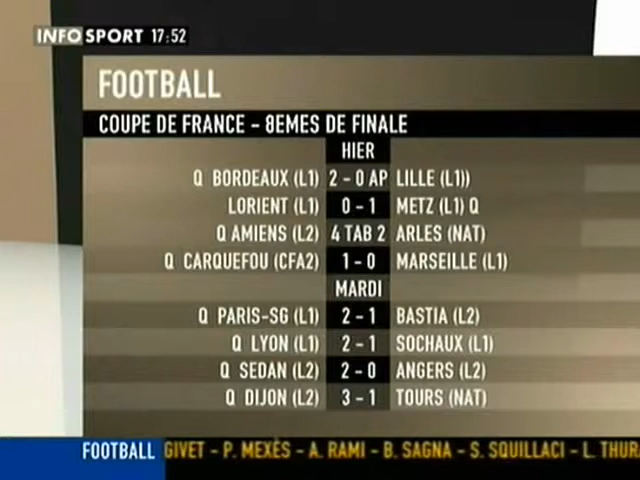 INFOSPORT 17:52
FOOTBALL
COUPE DE FRANCE - 8EMES DE FINALE
HIER
Q BORDEAUX (L1) 2 - 0 AP LILLE (L1))
LORIENT (L1) 0 - 1 METZ (L1) Q
Q AMIENS (L2) 4 TAB 2 ARLES (NAT)
Q CARQUEFOU (CFA2) 1 - 0 MARSEILLE (L1)
MARDI
Q PARIS-SG (L1) 2 - 1 BASTIA (L2)
Q LYON (L1) 2 - 1 SOCHAUX (L1)
Q SEDAN (L2) 2 - 0 ANGERS (L2)
Q DIJON (L2) 3 - 1 TOURS (NAT)
FOOTBALL GIVET - P. MEXÈS - A. RAMI - B. SAGNA - S. SQUILLACI - L. THURA